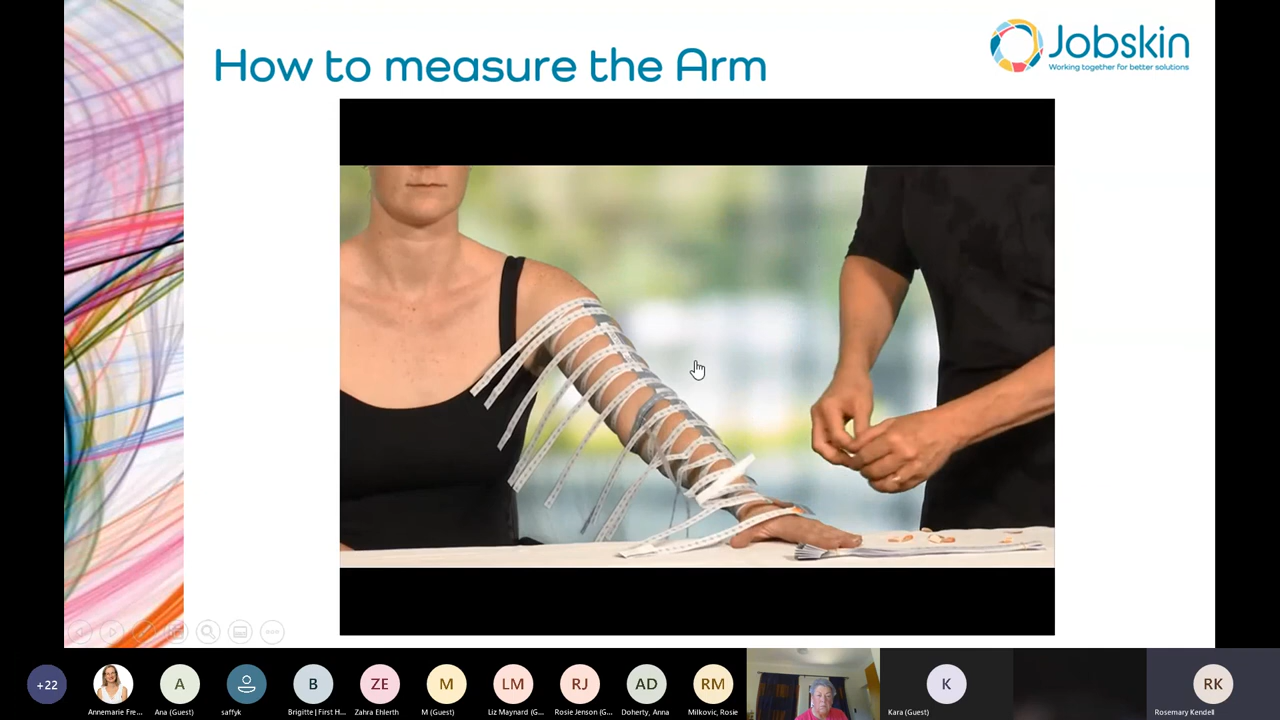 How to measure the Arm
Jobskin
Working together for better solutions
+22
A
B
ZE
M
LM
RJ
AD
RM
K
RK
Annemarie Fre...
Ana (Guest)
saffyk
Brigitte | First H...
Zahra Ehlerth
M (Guest)
Liz Maynard (G...
Rosie Jenson (G...
Doherty, Anna
Milkovic, Rosie
Kara (Guest)
Rosemary Kendell